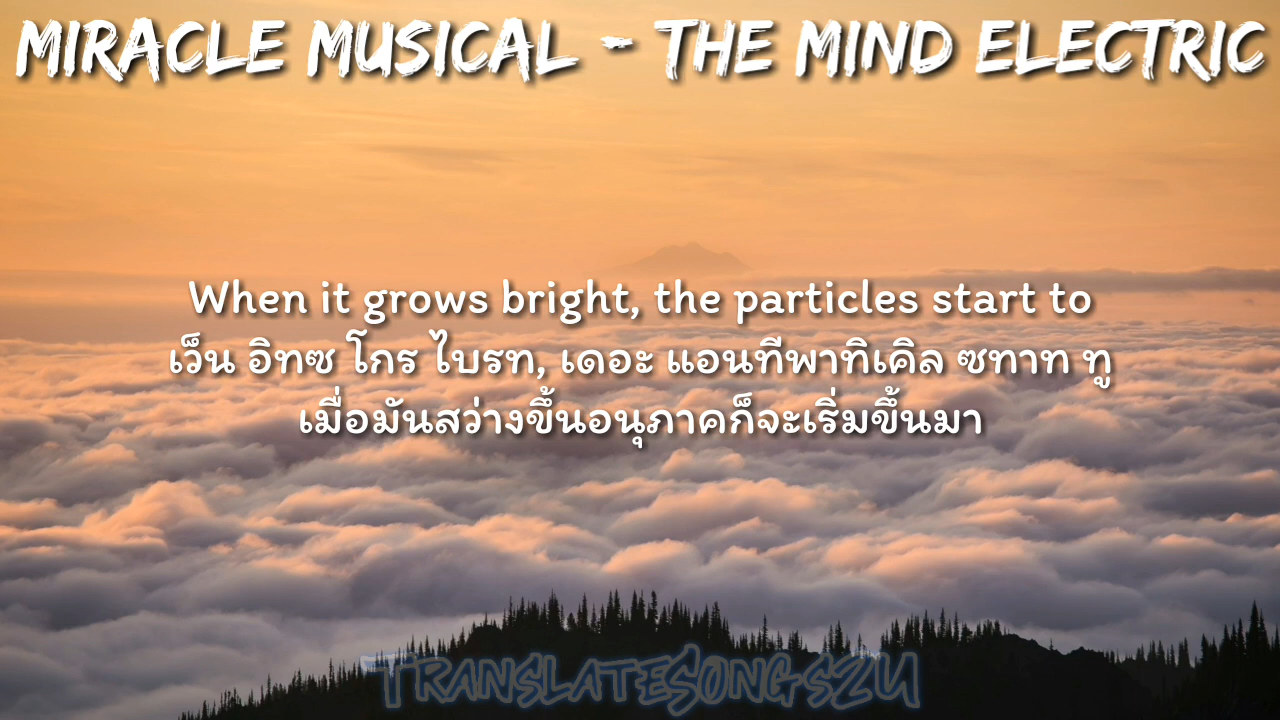 MIRACLE MUSICAL - THE MIND ELECTRIC
When it grows bright, the particles start to
เว็น อิทซ โกร ไบรท, เดอะ แอนทีพาทิเคิล ซทาท ทู
เมื่อมันสว่างขึ้นอนุภาคก็จะเริ่มขึ้นมา
TRANSLATESONGS2U